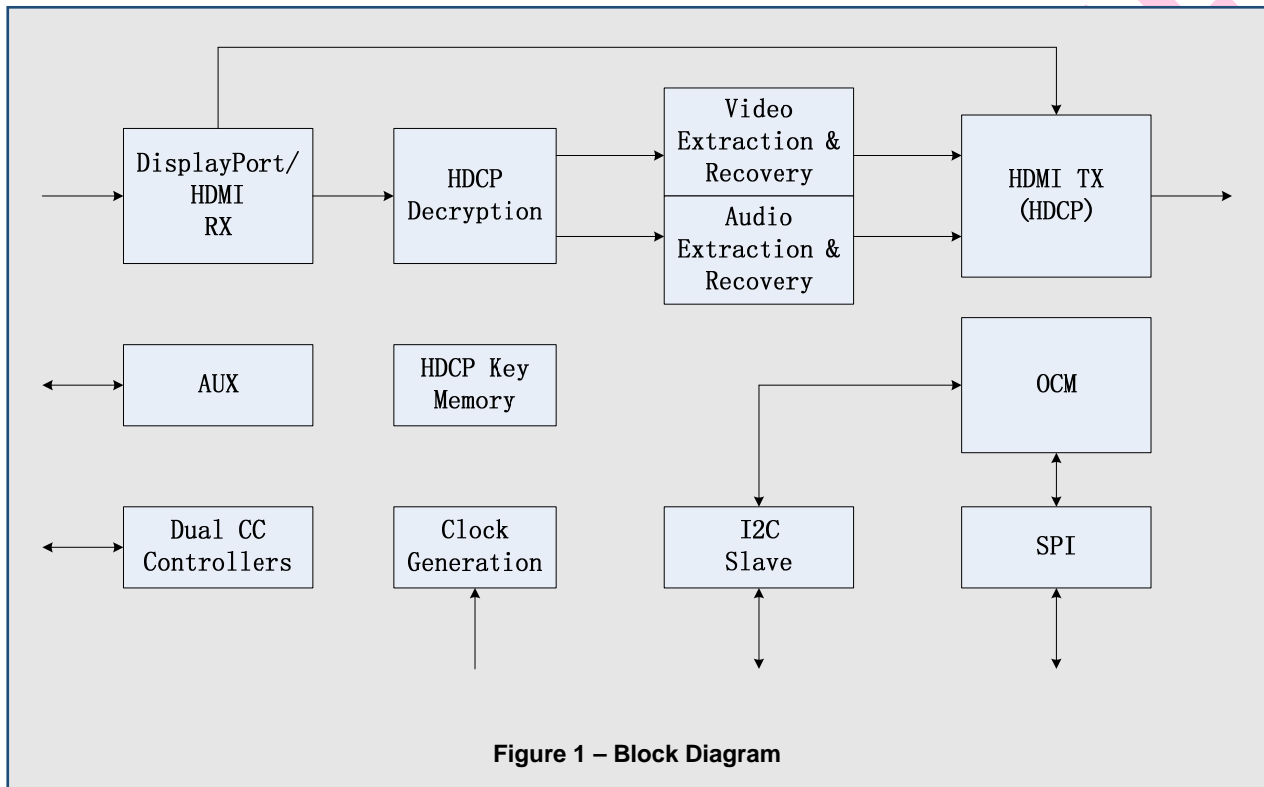 DisplayPort/
HDMI
RX
HDCP
Decryption
Video
Extraction &
Recovery
Audio
Extraction &
Recovery
HDMI TX
(HDCP)
AUX
HDCP Key
Memory
OCM
Dual CC
Controllers
Clock
Generation
I2C
Slave
SPI
Figure 1 – Block Diagram